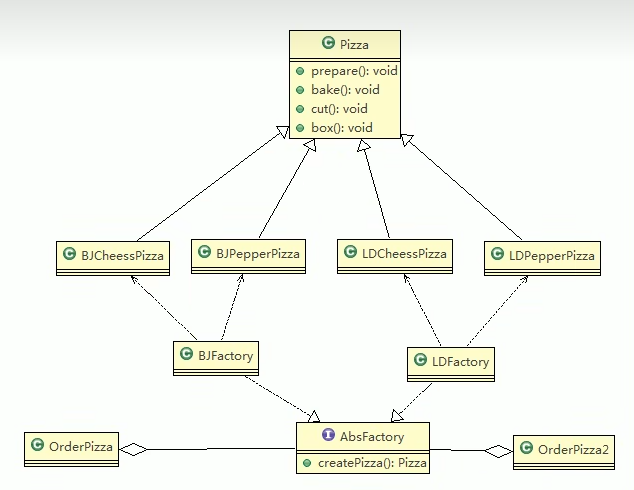 C Pizza
prepare(): void
bake(): void
cut(): void
box(): void
C BJCheessPizza
C BJPepperPizza
C LDCheessPizza
C LDPepperPizza
C BJFactory
C LDFactory
C OrderPizza
I AbsFactory
createPizza(): Pizza
C OrderPizza2